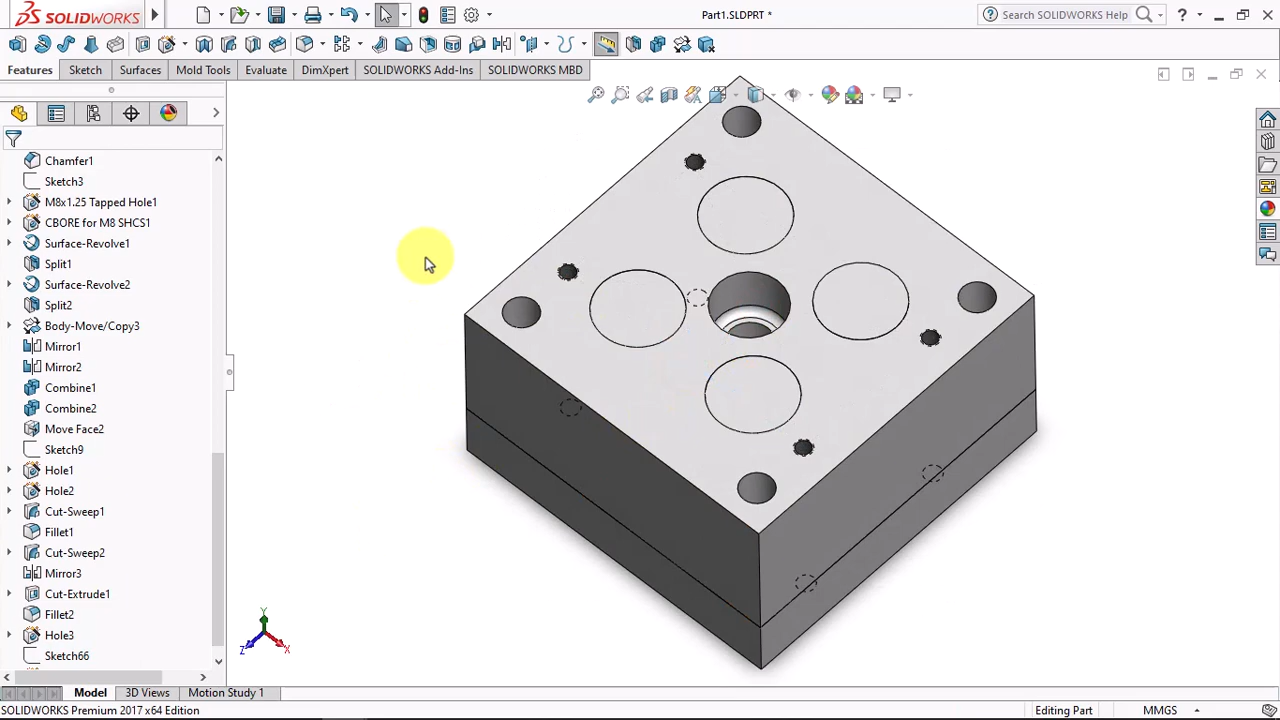 SOLIDWORKS
Part1.SLDPRT *
Search SOLIDWORKS Help
?
Features
Sketch
Surfaces
Mold Tools
Evaluate
DimXpert
SOLIDWORKS Add-Ins
SOLIDWORKS MBD
Chamfer1
Sketch3
M8x1.25 Tapped Hole1
CBORE for M8 SHCS1
Surface-Revolve1
Split1
Surface-Revolve2
Split2
Body-Move/Copy3
Mirror1
Mirror2
Combine1
Combine2
Move Face2
Sketch9
Hole1
Hole2
Cut-Sweep1
Fillet1
Cut-Sweep2
Mirror3
Cut-Extrude1
Fillet2
Hole3
Sketch66
Y
Z
X
Model
3D Views
Motion Study 1
SOLIDWORKS Premium 2017 x64 Edition
Editing Part
MMGS